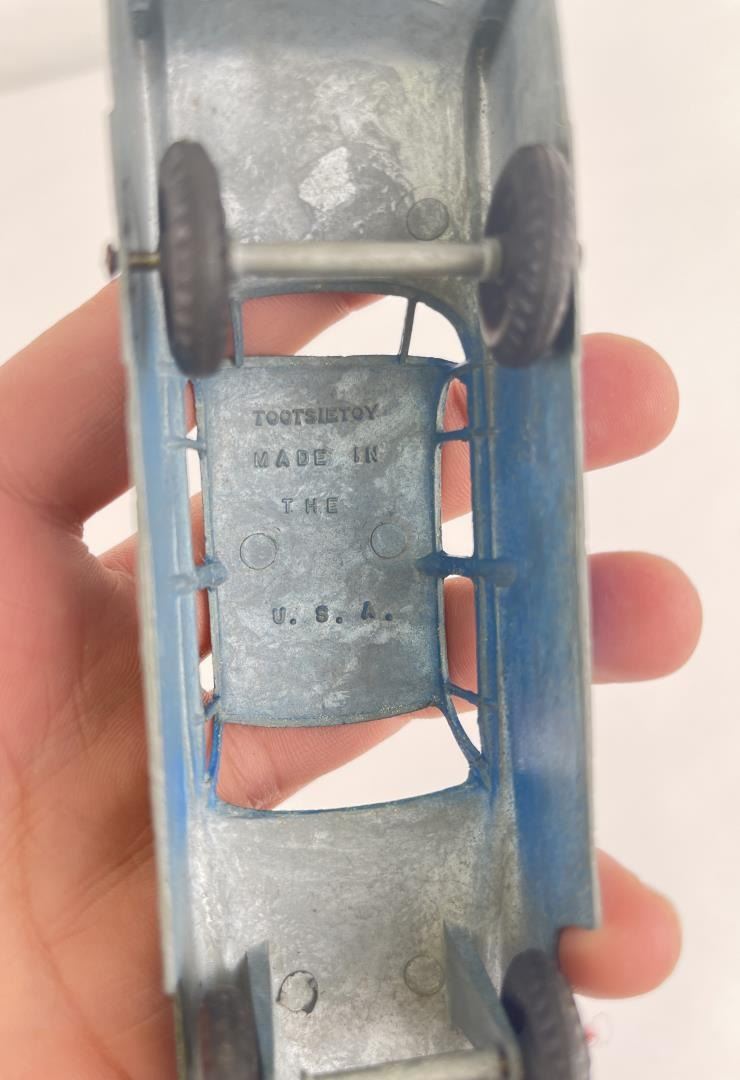 TOOTSIETOY
MADE IN
THE
U. S. A.